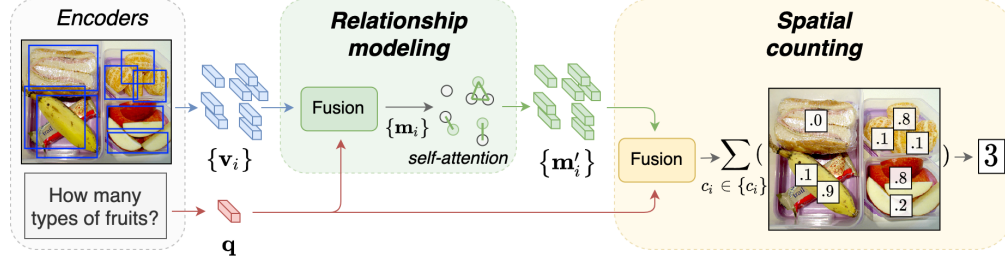 Encoders
How many
types of fruits?
{v_i}
q
Relationship
modeling
Fusion
{m_i}
self-attention
{m′_i}
Spatial
counting
Fusion
∑ (
c_i ∈ {c_i}
.0
.8
.1
.1
.1
.9
.8
.2
)
3